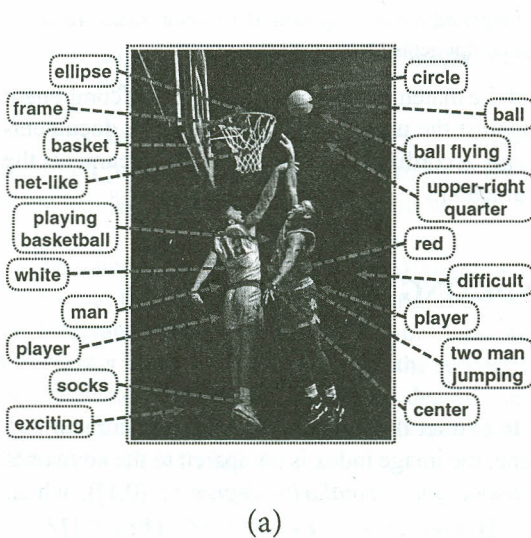 ellipse
frame
basket
net-like
playing
basketball
white
man
player
socks
exciting
circle
ball
ball flying
upper-right
quarter
red
difficult
player
two man
jumping
center
(a)